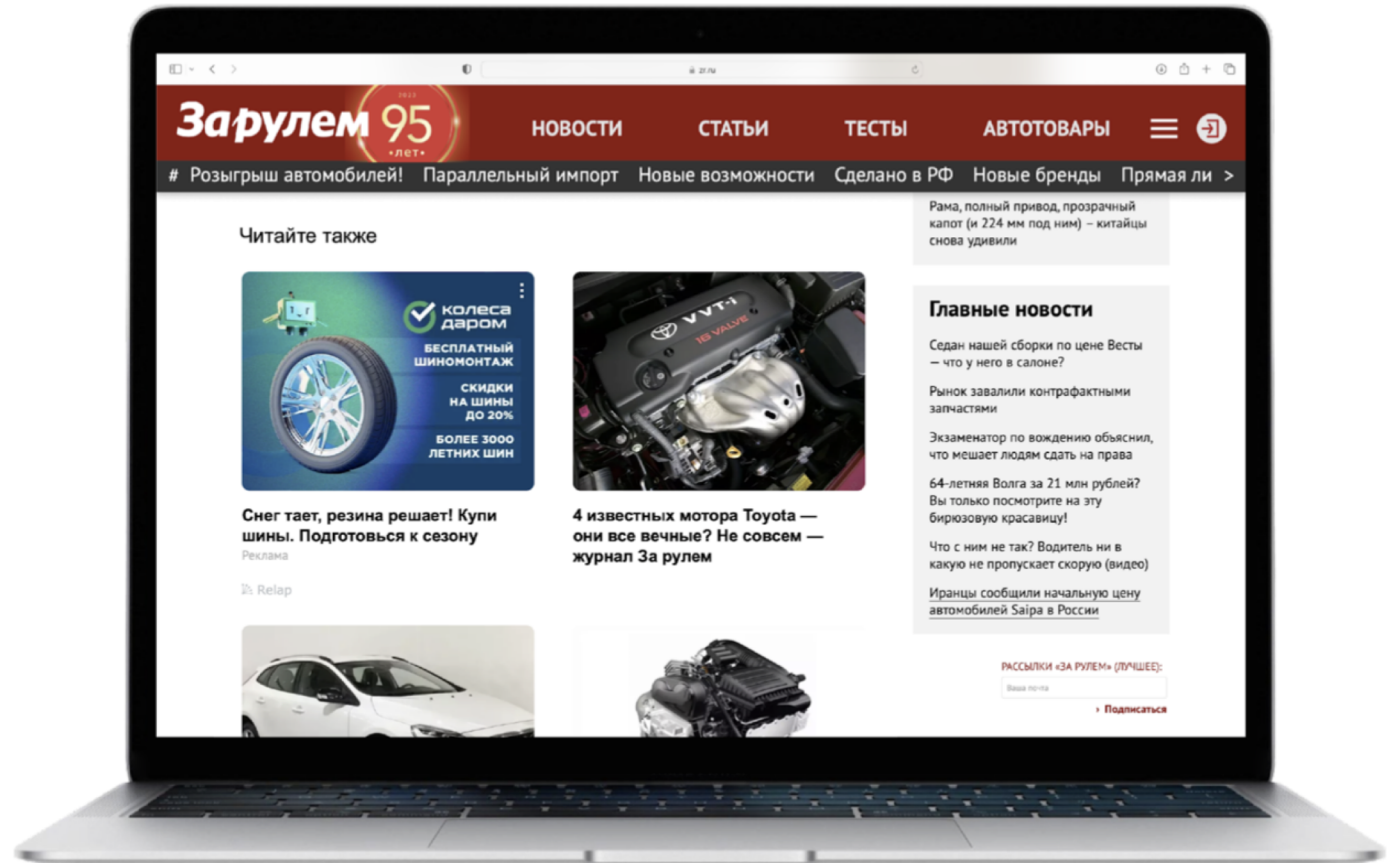 zr.ru
За рулем
2023
95
•ЛЕТ•
НОВОСТИ
СТАТЬИ
ТЕСТЫ
АВТОТОВАРЫ
# Розыгрыш автомобилей! Параллельный импорт Новые возможности Сделано в РФ Новые бренды Прямая ли >
Читайте также
колеса
даром
БЕСПЛАТНЫЙ
ШИНОМОНТАЖ
СКИДКИ
НА ШИНЫ
ДО 20%
БОЛЕЕ 3000
ЛЕТНИХ ШИН
Снег тает, резина решает! Купи
шины. Подготовься к сезону
Реклама
Relap
VVT-i
16 VALVE
4 известных мотора Toyota —
они все вечные? Не совсем —
журнал За рулем
Рама, полный привод, прозрачный
капот (и 224 мм под ним) – китайцы
снова удивили
Главные новости
Седан нашей сборки по цене Весты
— что у него в салоне?
Рынок завалили контрафактными
запчастями
Экзаменатор по вождению объяснил,
что мешает людям сдать на права
64-летняя Волга за 21 млн рублей?
Вы только посмотрите на эту
бирюзовую красавицу!
Что с ним не так? Водитель ни в
какую не пропускает скорую (видео)
Иранцы сообщили начальную цену
автомобилей Saipa в России
РАССЫЛКИ «ЗА РУЛЕМ» (ЛУЧШЕЕ):
Ваша почта
› Подписаться